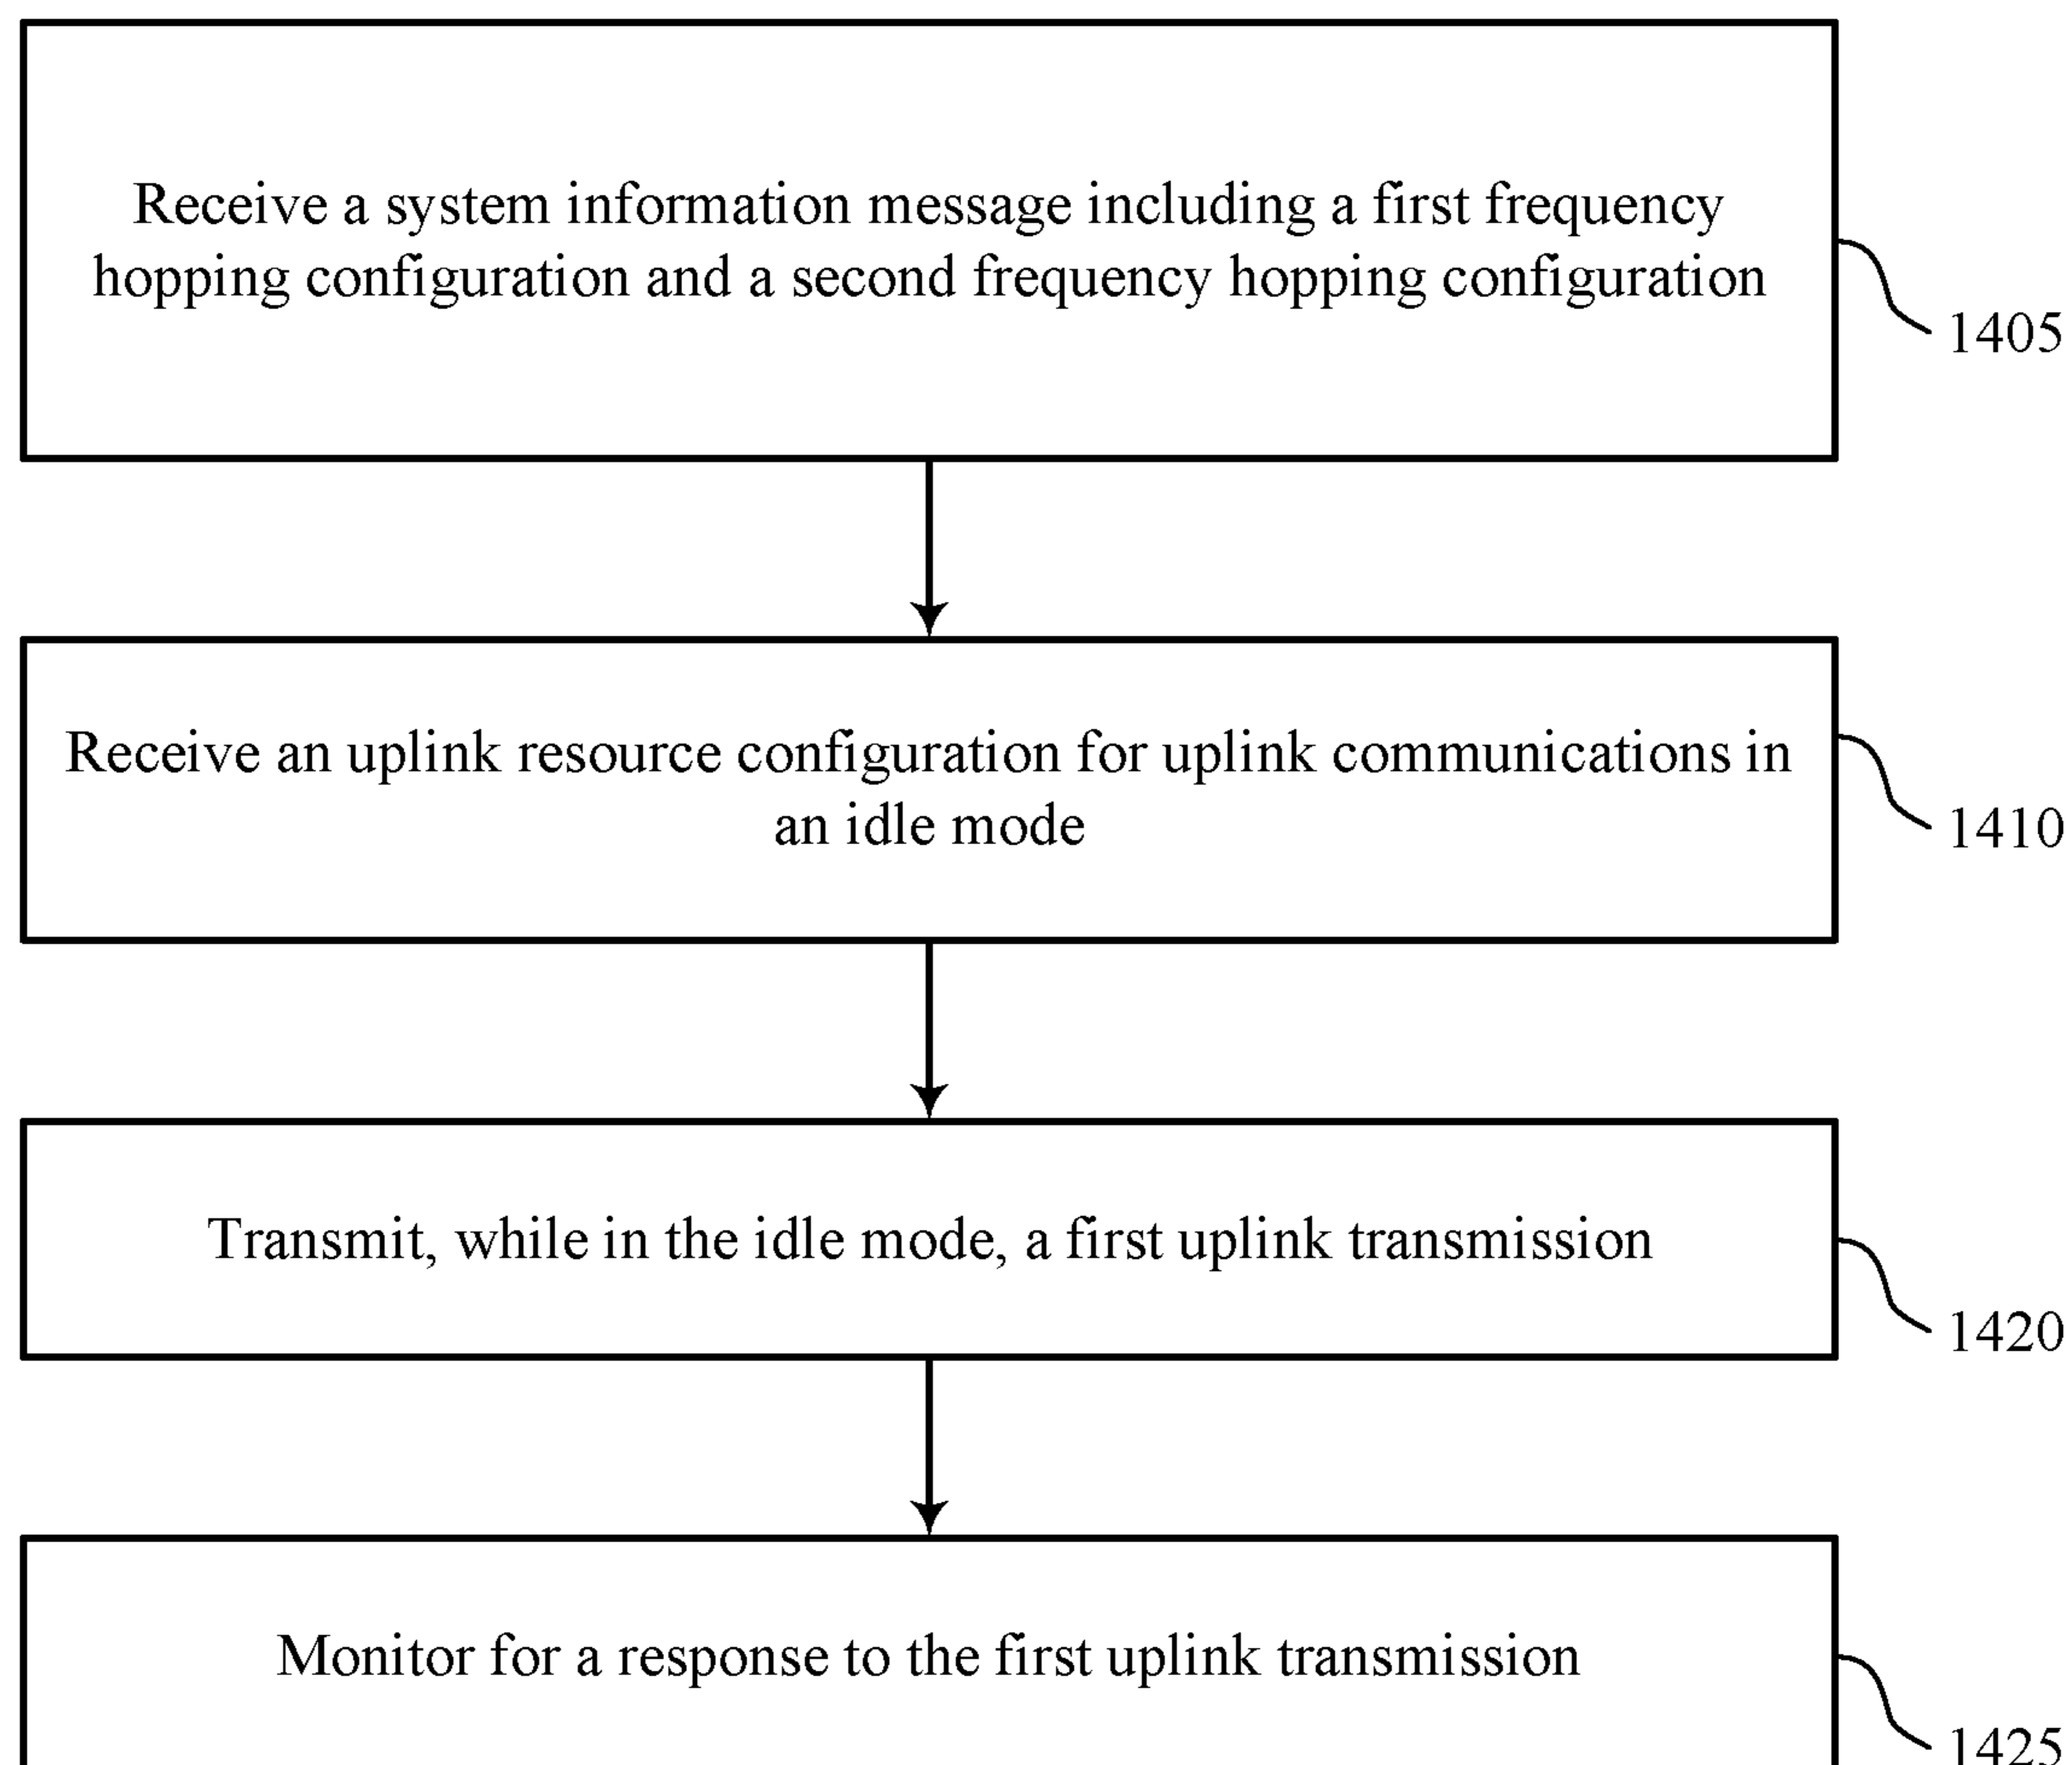 Receive a system information message including a first frequency
hopping configuration and a second frequency hopping configuration
1405
Receive an uplink resource configuration for uplink communications in
an idle mode
1410
Transmit, while in the idle mode, a first uplink transmission
1420
Monitor for a response to the first uplink transmission
1425